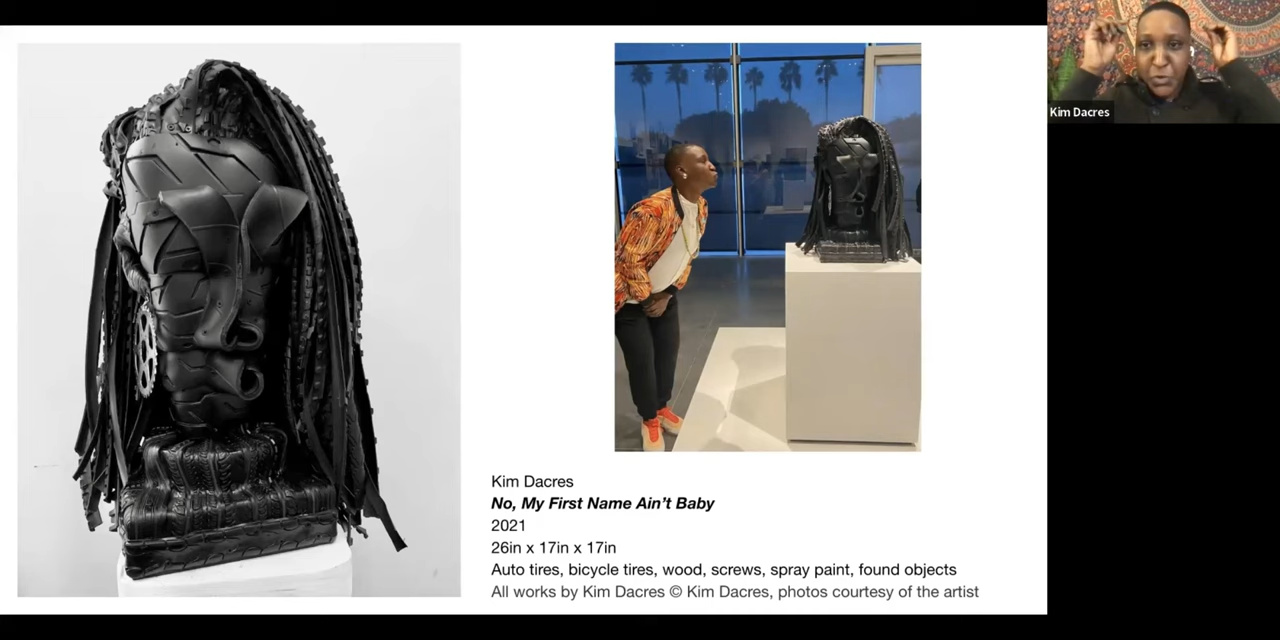 Kim Dacres
Kim Dacres
No, My First Name Ain’t Baby
2021
26in x 17in x 17in
Auto tires, bicycle tires, wood, screws, spray paint, found objects
All works by Kim Dacres © Kim Dacres, photos courtesy of the artist